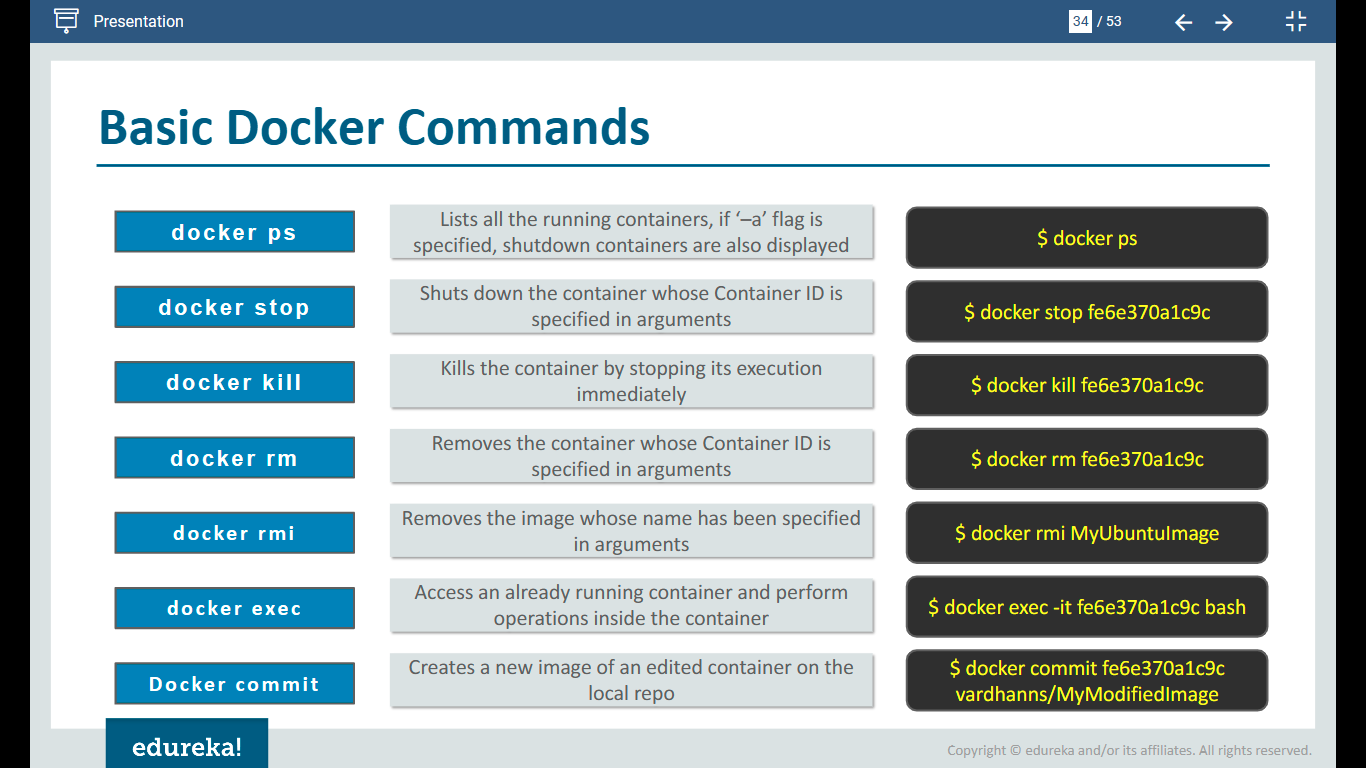 Presentation
34 / 53
Basic Docker Commands
docker ps
Lists all the running containers, if ‘–a’ flag is
specified, shutdown containers are also displayed
$ docker ps
docker stop
Shuts down the container whose Container ID is
specified in arguments
$ docker stop fe6e370a1c9c
docker kill
Kills the container by stopping its execution
immediately
$ docker kill fe6e370a1c9c
docker rm
Removes the container whose Container ID is
specified in arguments
$ docker rm fe6e370a1c9c
docker rmi
Removes the image whose name has been specified
in arguments
$ docker rmi MyUbuntuImage
docker exec
Access an already running container and perform
operations inside the container
$ docker exec -it fe6e370a1c9c bash
Docker commit
Creates a new image of an edited container on the
local repo
$ docker commit fe6e370a1c9c
vardhanns/MyModifiedImage
edureka!
Copyright © edureka and/or its affiliates. All rights reserved.